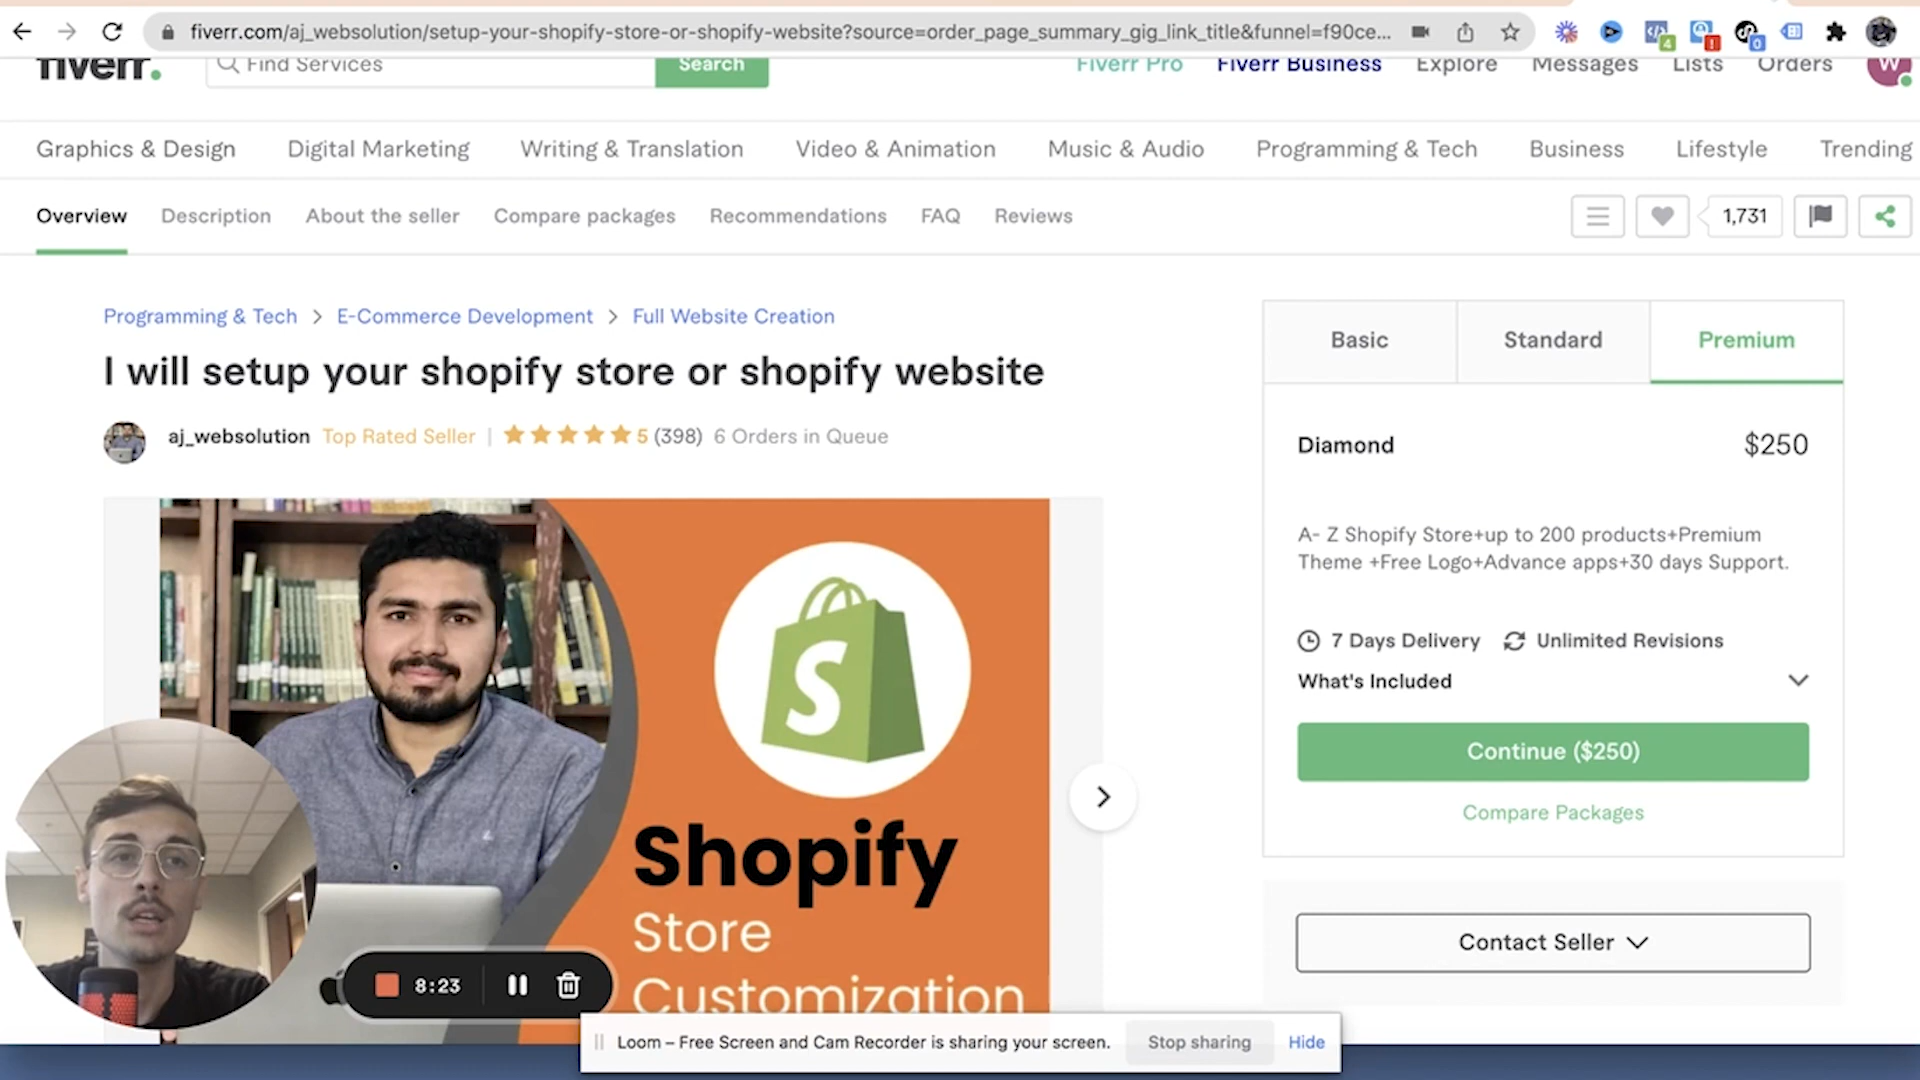 fiverr.com/aj_websolution/setup-your-shopify-store-or-shopify-website?source=order_page_summary_gig_link_title&funnel=f90ce...
4
!
0
fiverr.
Find Services
Search
Fiverr Pro
Fiverr Business
Explore
Messages
Lists
Orders
W
Graphics & Design
Digital Marketing
Writing & Translation
Video & Animation
Music & Audio
Programming & Tech
Business
Lifestyle
Trending
Overview
Description
About the seller
Compare packages
Recommendations
FAQ
Reviews
1,731
Programming & Tech > E-Commerce Development > Full Website Creation
I will setup your shopify store or shopify website
aj_websolution Top Rated Seller | 5 (398) 6 Orders in Queue
S
Shopify
Store
Customization
Basic
Standard
Premium
Diamond
$250
A- Z Shopify Store+up to 200 products+Premium
Theme +Free Logo+Advance apps+30 days Support.
7 Days Delivery
Unlimited Revisions
What's Included
Continue ($250)
Compare Packages
Contact Seller
8:23
Loom – Free Screen and Cam Recorder is sharing your screen.
Stop sharing
Hide